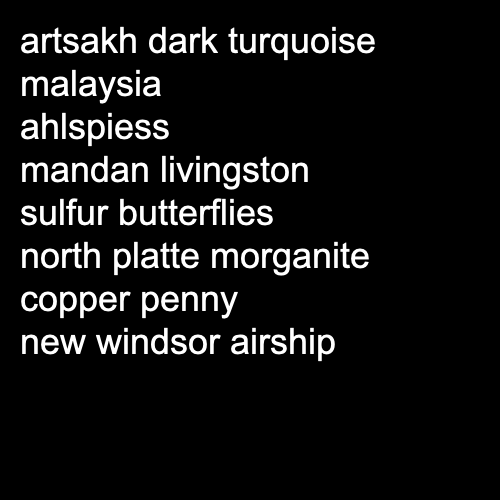 artsakh dark turquoise
malaysia
ahlspiess
mandan livingston
sulfur butterflies
north platte morganite
copper penny
new windsor airship